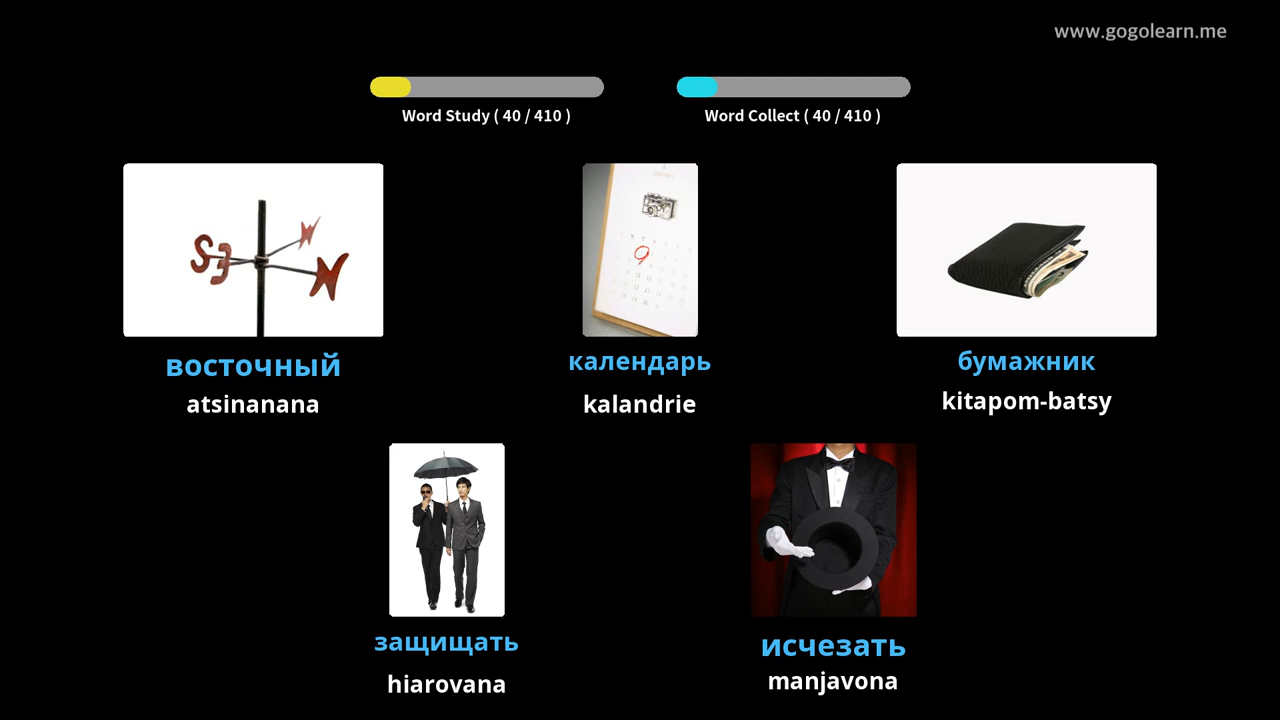 www.gogolearn.me
Word Study ( 40 / 410 )
Word Collect ( 40 / 410 )
восточный
atsinanana
календарь
kalandrie
бумажник
kitapom-batsy
защищать
hiarovana
исчезать
manjavona